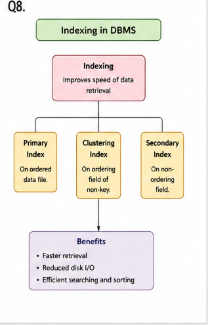 Q8.
Indexing in DBMS
Indexing
Improves speed of data
retrieval
Primary
Index
On ordered
data file.
Clustering
Index
On ordering
field of
non-key.
Secondary
Index
On non-
ordering
field.
Benefits
• Faster retrieval
• Reduced disk I/O
• Efficient searching and sorting